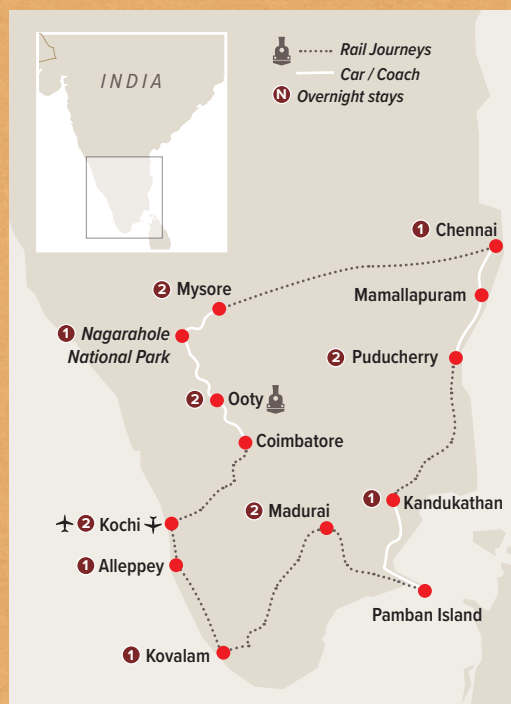 INDIA
Rail Journeys
Car / Coach
N Overnight stays
1 Chennai
2 Mysore
Mamallapuram
1 Nagarahole
National Park
2 Puducherry
2 Ooty
Coimbatore
1 Kandukathan
2 Madurai
2 Kochi
1 Alleppey
Pamban Island
1 Kovalam